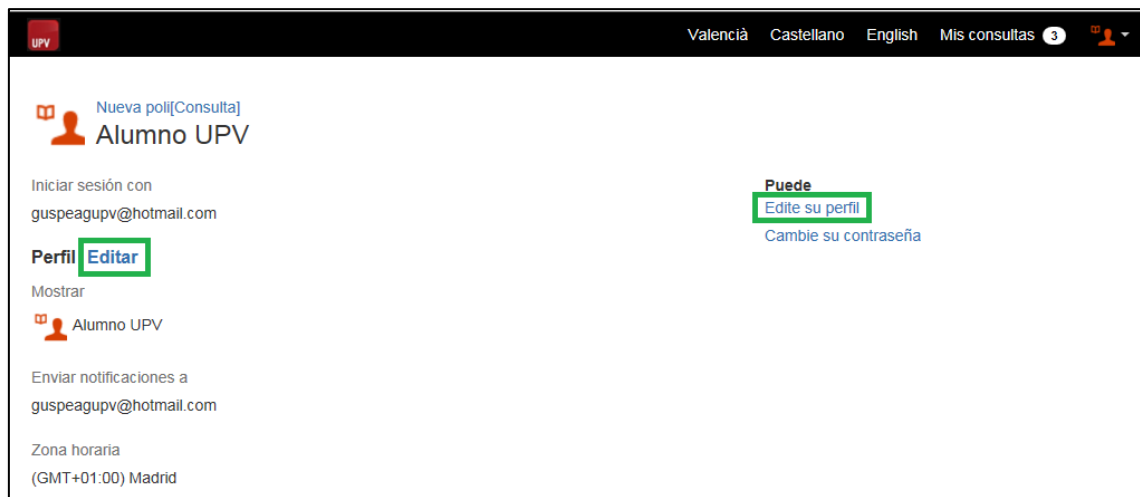 UPV
Valencià Castellano English Mis consultas 3
Nueva poli[Consulta]
Alumno UPV
Iniciar sesión con
guspeagupv@hotmail.com
Perfil Editar
Mostrar
Alumno UPV
Enviar notificaciones a
guspeagupv@hotmail.com
Zona horaria
(GMT+01:00) Madrid
Puede
Edite su perfil
Cambie su contraseña